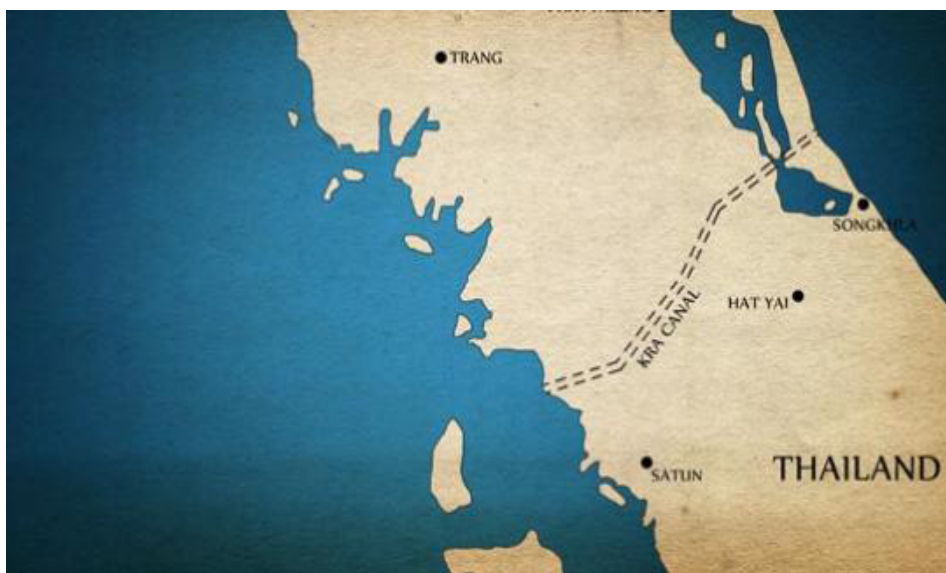 TRANG
SONGKHLA
HAT YAI
KRA CANAL
THAILAND
SATUN